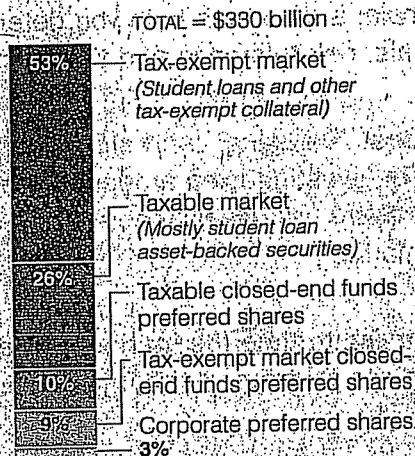 TOTAL = $330 billion
53%
Tax-exempt market
(Student loans and other
tax-exempt collateral)
Taxable market
(Mostly student loan
asset-backed securities)
26%
Taxable closed-end funds
preferred shares
10%
Tax-exempt market closed-
end funds preferred shares
9%
Corporate preferred shares
3%